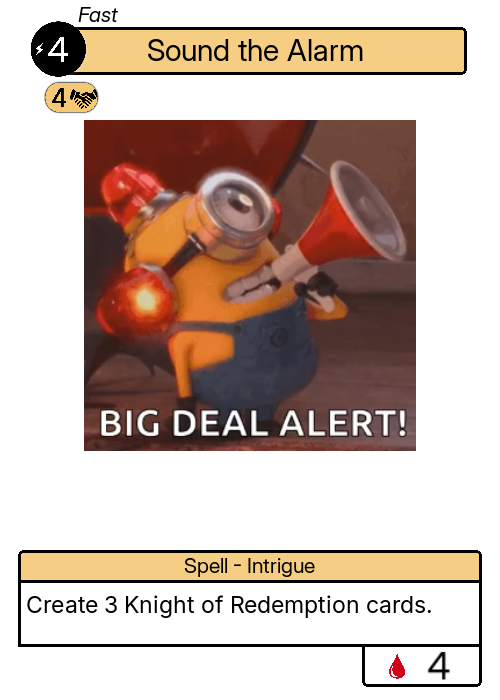 Fast
4
Sound the Alarm
4
BIG DEAL ALERT!
Spell - Intrigue
Create 3 Knight of Redemption cards.
4